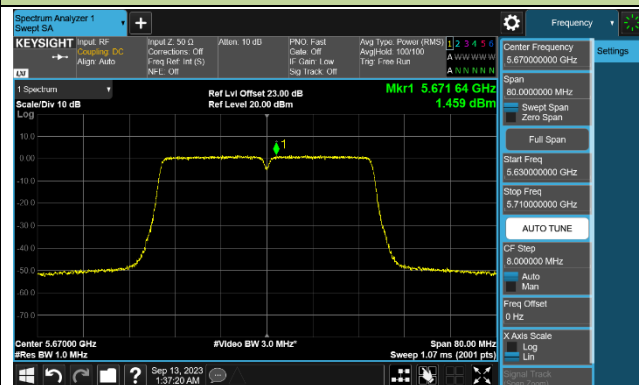 Spectrum Analyzer 1
Swept SA
Frequency
KEYSIGHT
Input: RF
Coupling: DC
Align: Auto
Input Z: 50 Ω
Corrections: Off
Freq Ref: Int (S)
NFE: Off
Atten: 10 dB
PNO: Fast
Gate: Off
IF Gain: Low
Sig Track: Off
Avg Type: Power (RMS)
Avg|Hold: 100/100
Trig: Free Run
1 2 3 4 5 6
A W W W W W
A N N N N N
LXI
1 Spectrum
Scale/Div 10 dB
Log
Ref Lvl Offset 23.00 dB
Ref Level 20.00 dBm
Mkr1 5.671 64 GHz
1.459 dBm
1
10.0
0.00
-10.0
-20.0
-30.0
-40.0
-50.0
-60.0
-70.0
Center 5.67000 GHz
#Res BW 1.0 MHz
#Video BW 3.0 MHz*
Span 80.00 MHz
Sweep 1.07 ms (2001 pts)
Sep 13, 2023
1:37:20 AM
Center Frequency
5.670000000 GHz
Span
80.0000000 MHz
Swept Span
Zero Span
Full Span
Start Freq
5.630000000 GHz
Stop Freq
5.710000000 GHz
AUTO TUNE
CF Step
8.000000 MHz
Auto
Man
Freq Offset
0 Hz
X Axis Scale
Log
Lin
Signal Track
(Span Zoom)
Settings